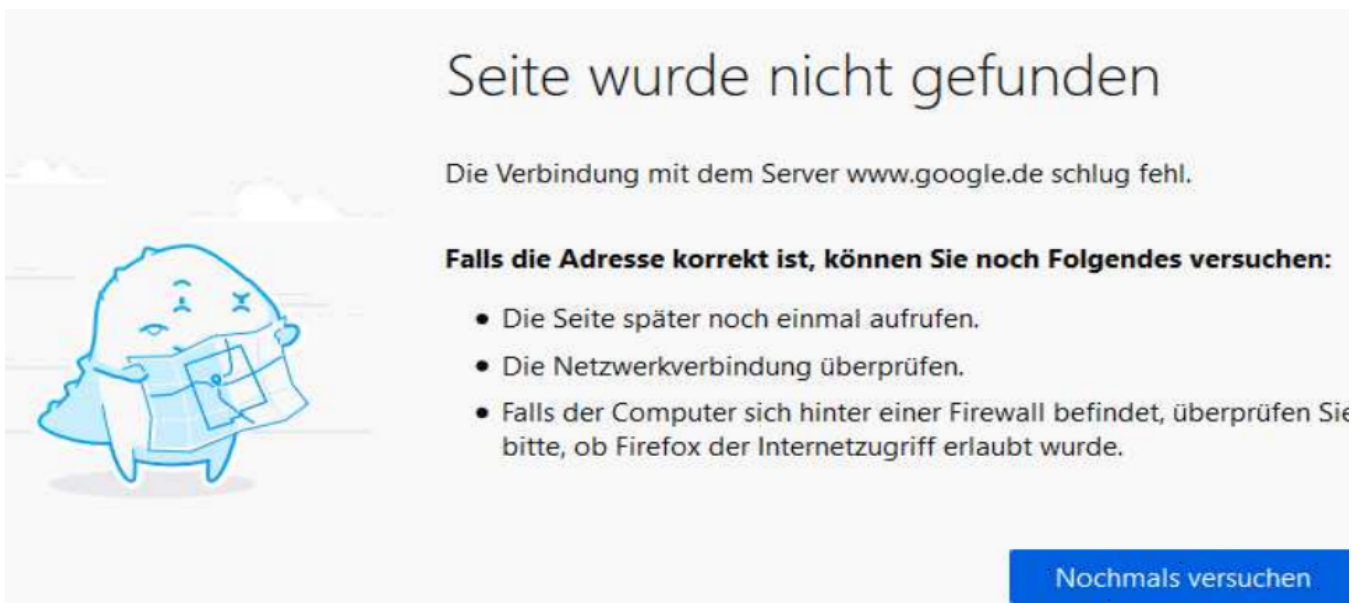 Seite wurde nicht gefunden
Die Verbindung mit dem Server www.google.de schlug fehl.
Falls die Adresse korrekt ist, können Sie noch Folgendes versuchen:
• Die Seite später noch einmal aufrufen.
• Die Netzwerkverbindung überprüfen.
• Falls der Computer sich hinter einer Firewall befindet, überprüfen Sie
bitte, ob Firefox der Internetzugriff erlaubt wurde.
Nochmals versuchen